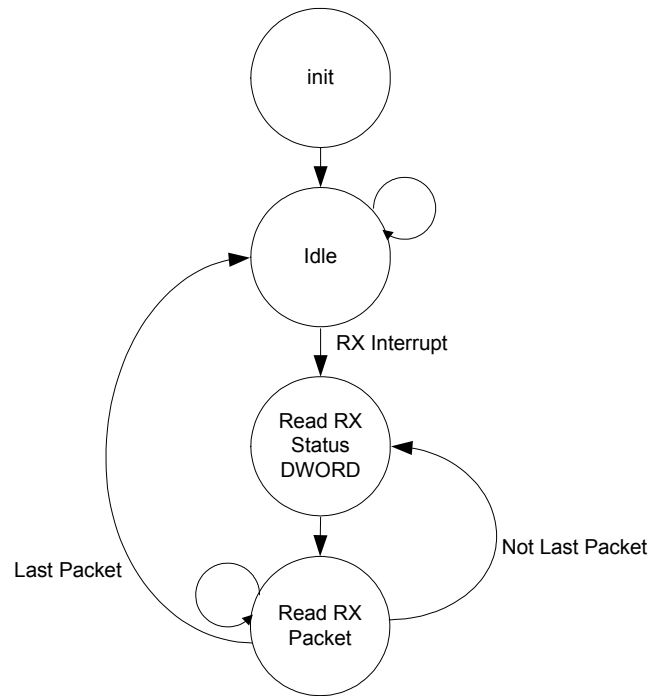 init
Idle
RX Interrupt
Read RX
Status
DWORD
Not Last Packet
Last Packet
Read RX
Packet